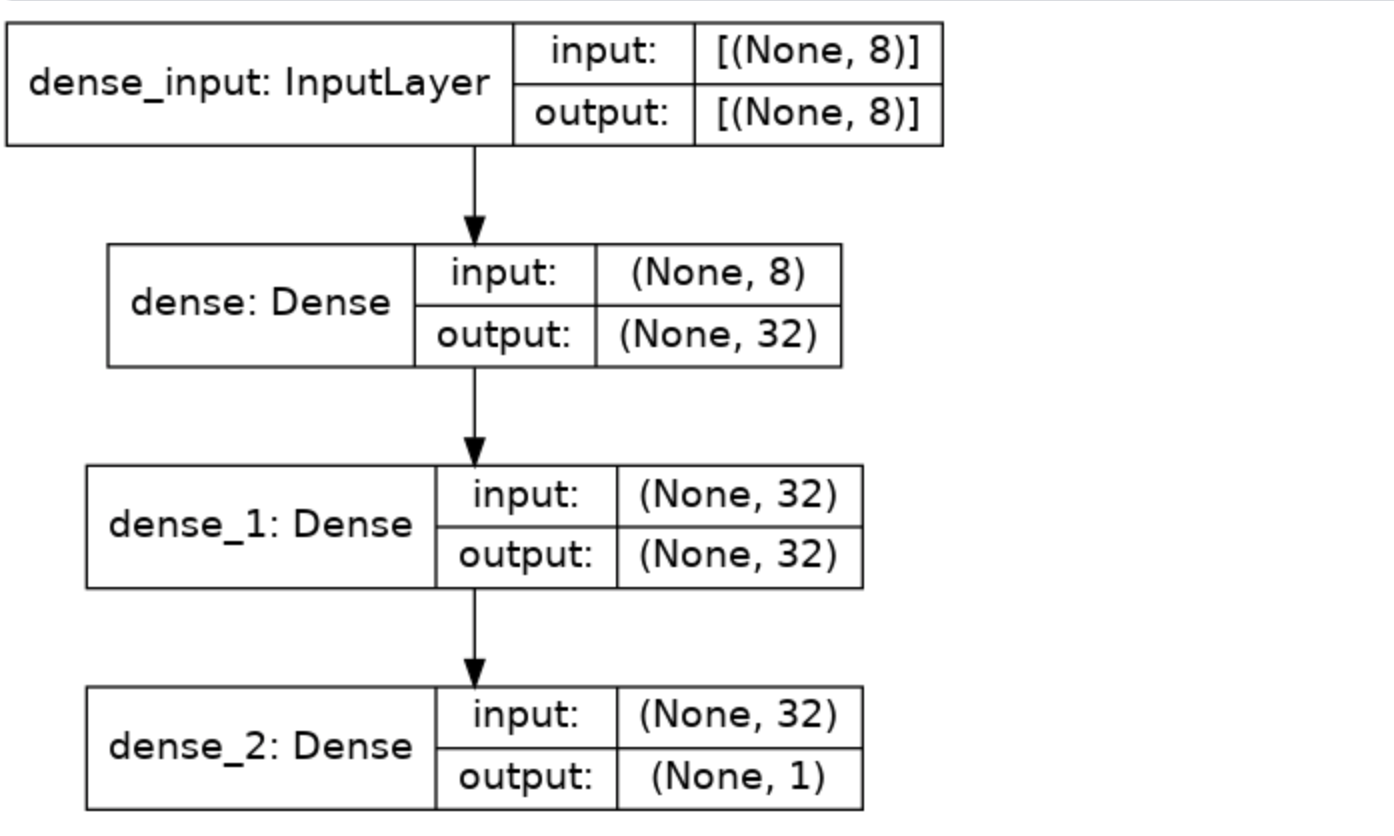 dense_input: InputLayer
input: [(None, 8)]
output: [(None, 8)]
dense: Dense
input: (None, 8)
output: (None, 32)
dense_1: Dense
input: (None, 32)
output: (None, 32)
dense_2: Dense
input: (None, 32)
output: (None, 1)